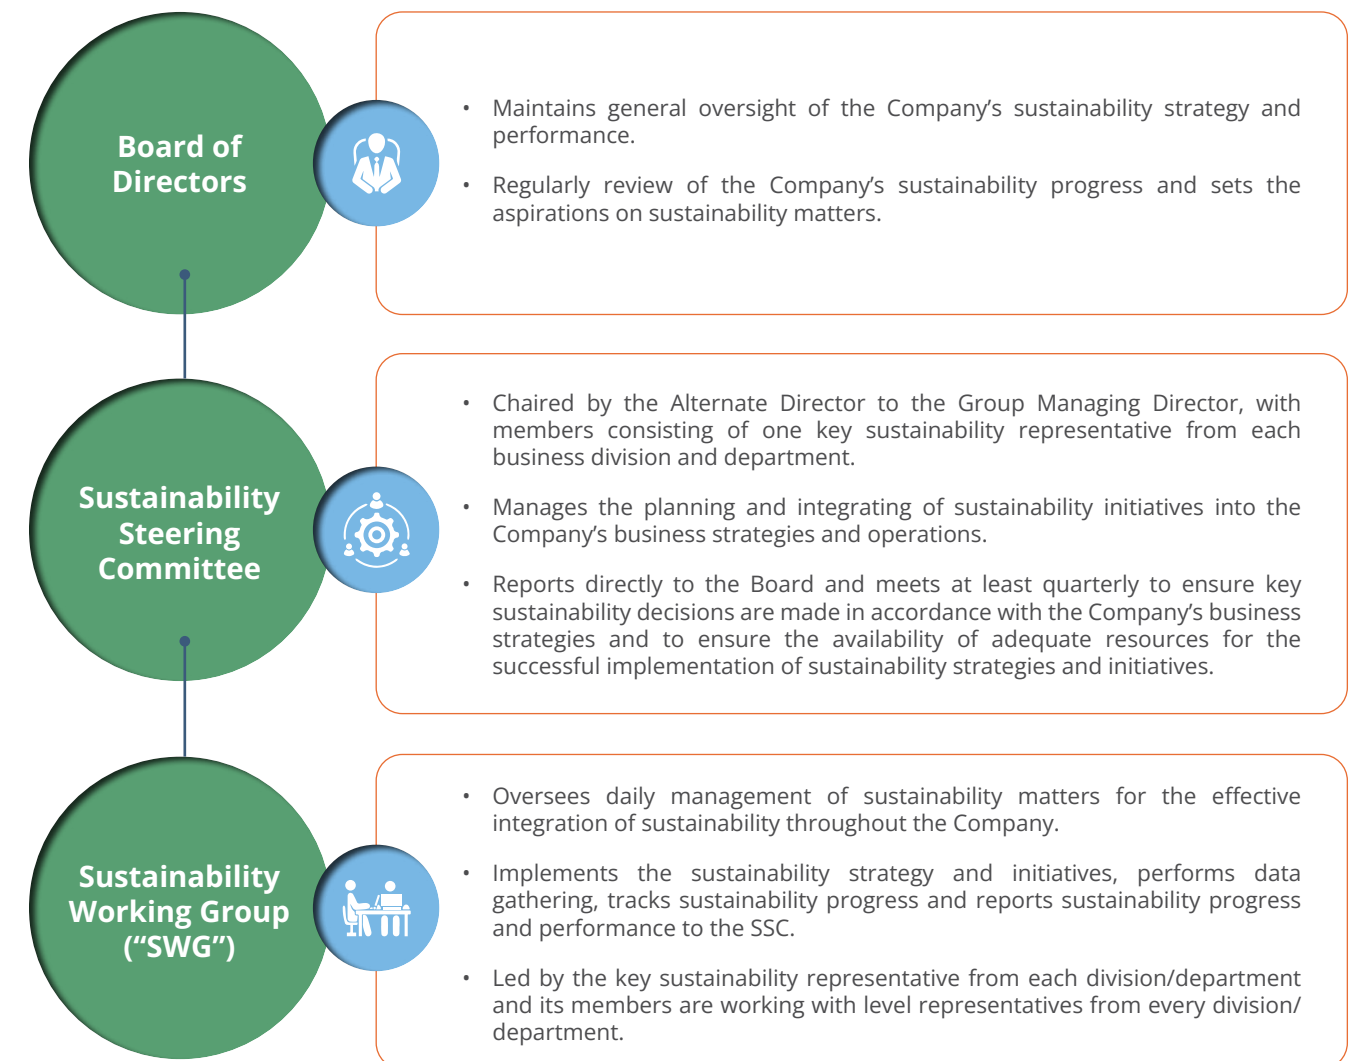 Board of
Directors
• Maintains general oversight of the Company’s sustainability strategy and
performance.
• Regularly review of the Company’s sustainability progress and sets the
aspirations on sustainability matters.
Sustainability
Steering
Committee
• Chaired by the Alternate Director to the Group Managing Director, with
members consisting of one key sustainability representative from each
business division and department.
• Manages the planning and integrating of sustainability initiatives into the
Company’s business strategies and operations.
• Reports directly to the Board and meets at least quarterly to ensure key
sustainability decisions are made in accordance with the Company’s business
strategies and to ensure the availability of adequate resources for the
successful implementation of sustainability strategies and initiatives.
Sustainability
Working Group
(“SWG”)
• Oversees daily management of sustainability matters for the effective
integration of sustainability throughout the Company.
• Implements the sustainability strategy and initiatives, performs data
gathering, tracks sustainability progress and reports sustainability progress
and performance to the SSC.
• Led by the key sustainability representative from each division/department
and its members are working with level representatives from every division/
department.